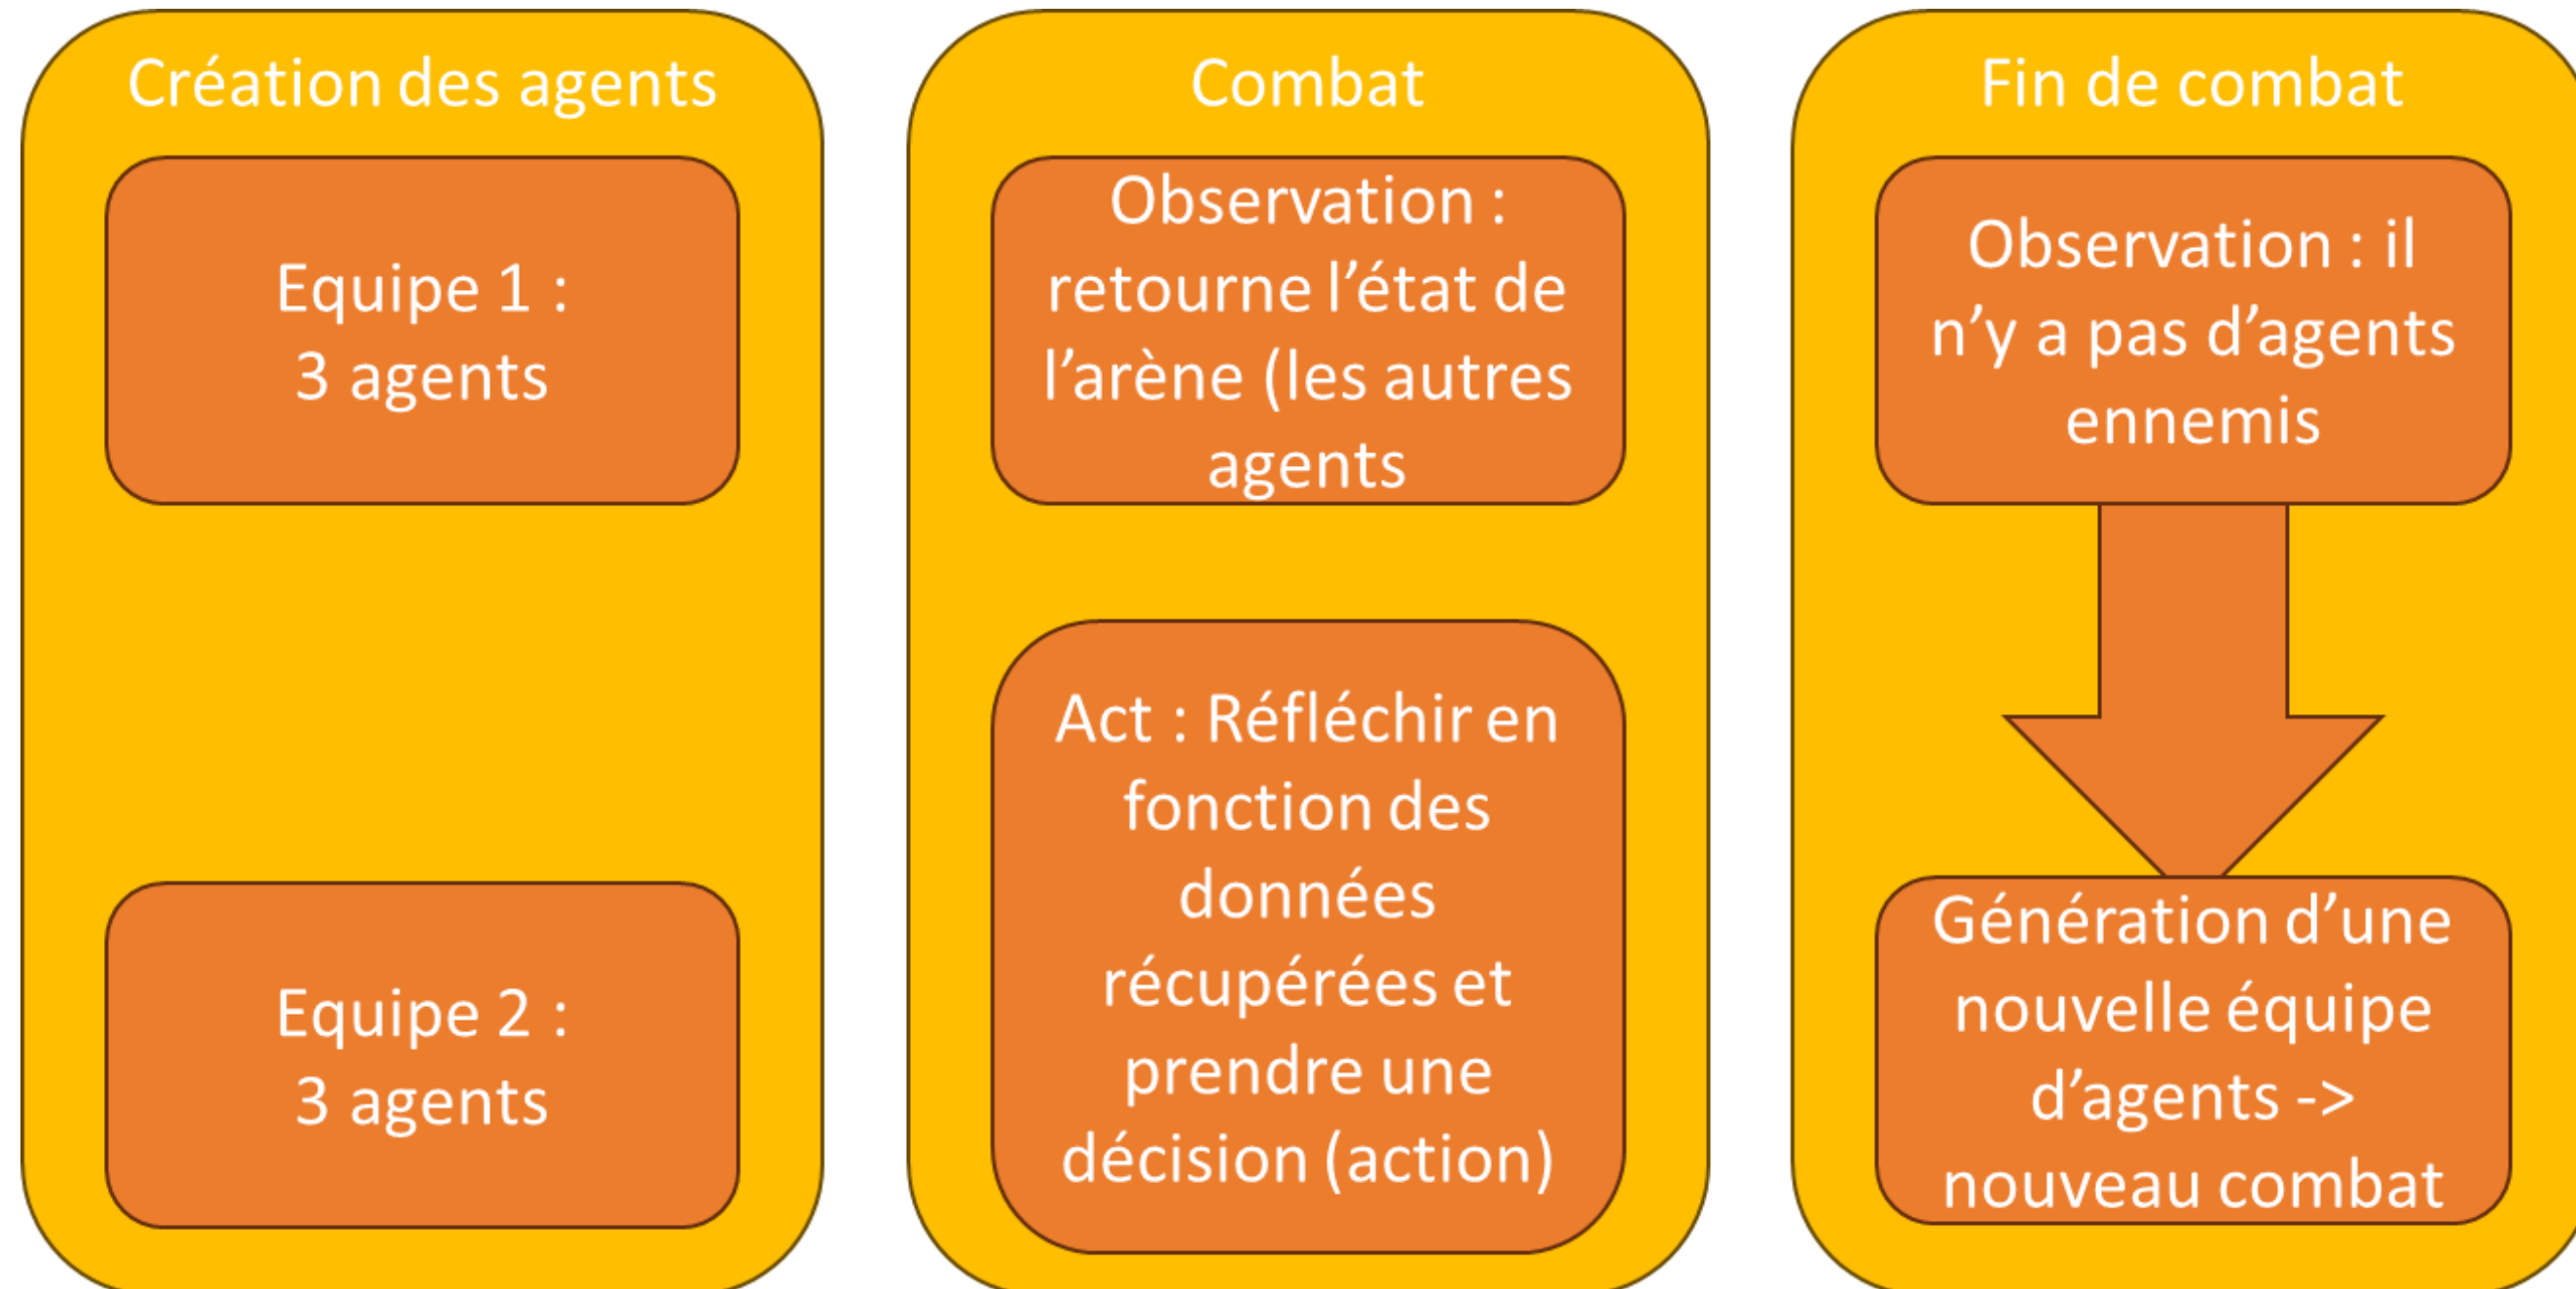 Création des agents
Equipe 1 :
3 agents
Equipe 2 :
3 agents
Combat
Observation :
retourne l’état de
l’arène (les autres
agents
Act : Réfléchir en
fonction des
données
récupérées et
prendre une
décision (action)
Fin de combat
Observation : il
n’y a pas d’agents
ennemis
Génération d’une
nouvelle équipe
d’agents ->
nouveau combat